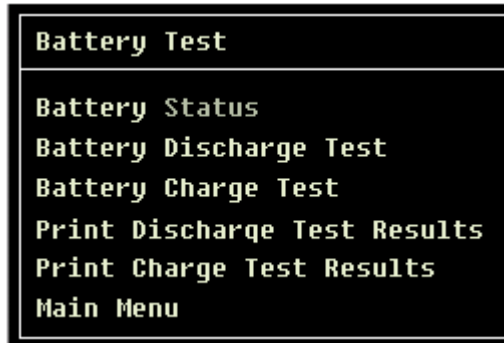 Battery Test
Battery Status
Battery Discharge Test
Battery Charge Test
Print Discharge Test Results
Print Charge Test Results
Main Menu